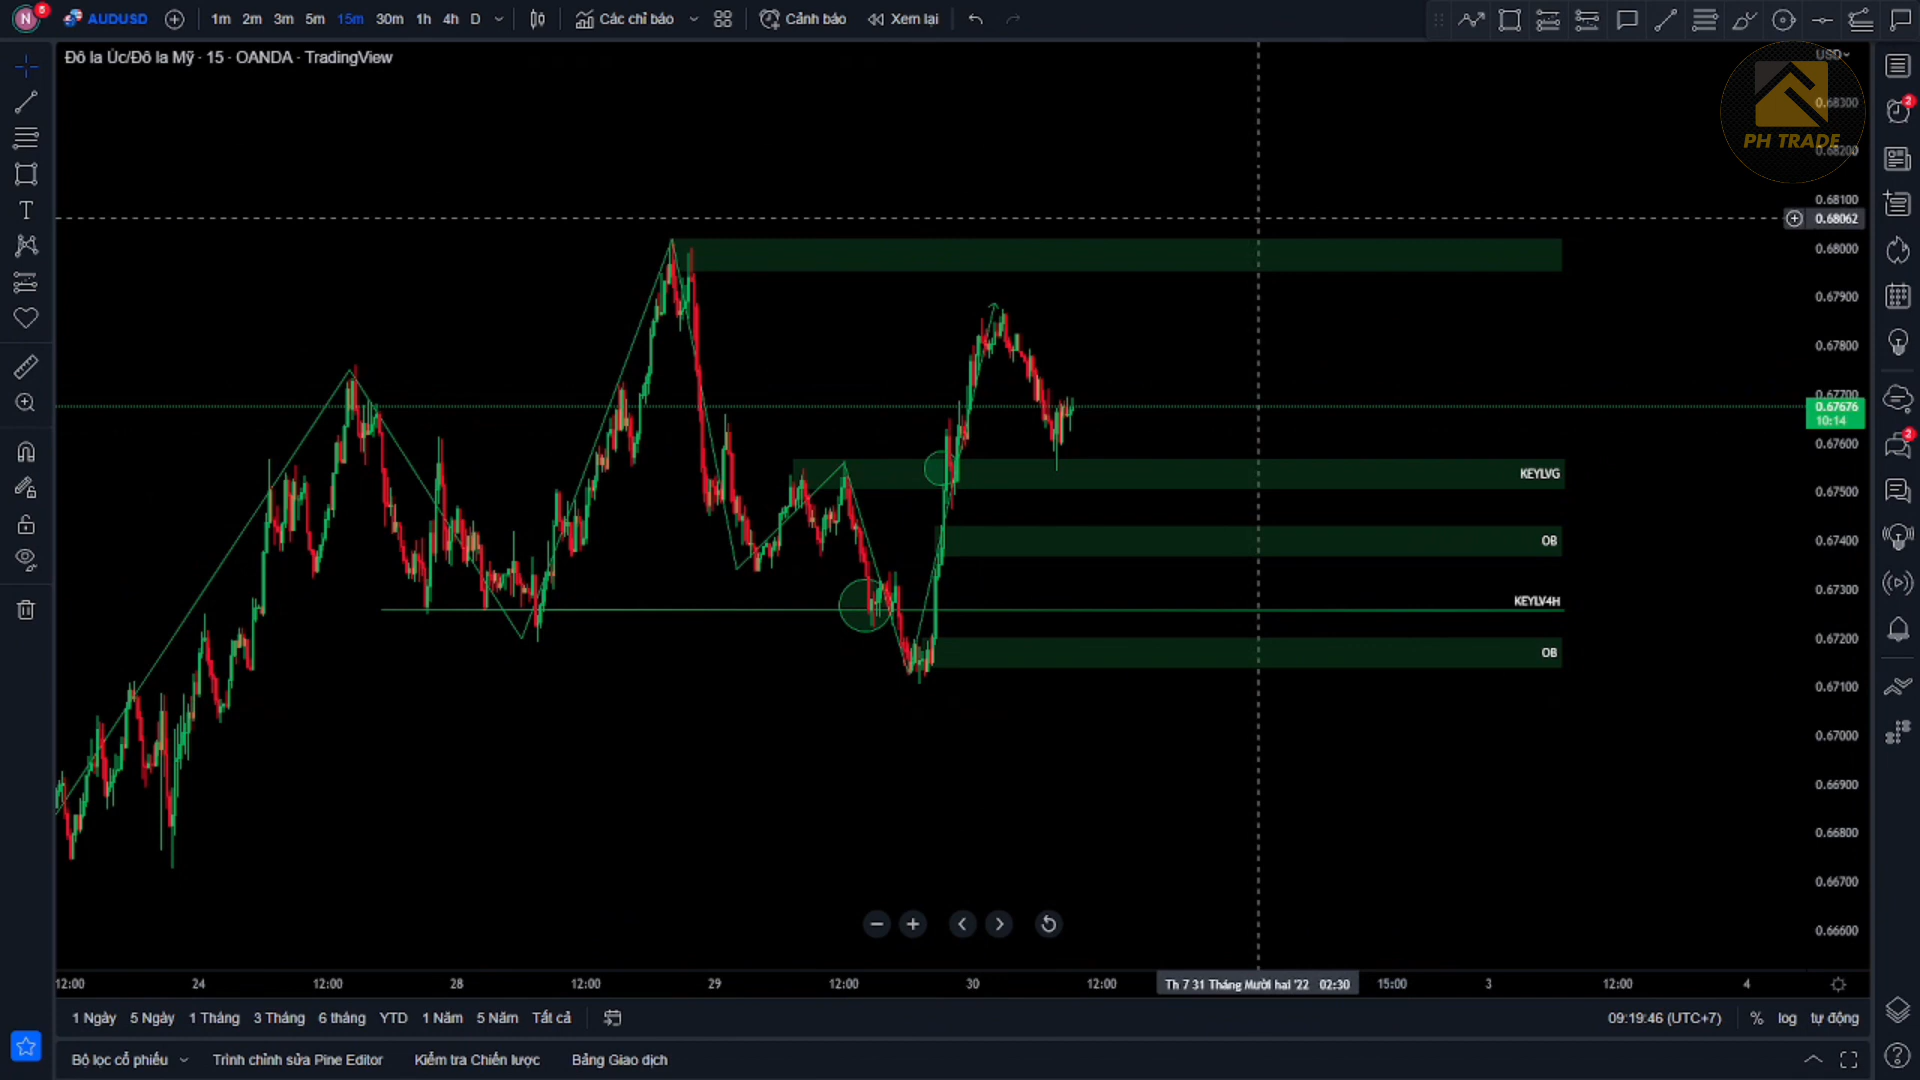 N 5 AUDUSD 1m 2m 3m 5m 15m 30m 1h 4h D Các chỉ báo Cảnh báo Xem lại
Đô la Úc/Đô la Mỹ · 15 · OANDA · TradingView
USD
0.68300
PH TRADE
0.68200
0.68100
0.68062
0.68000
0.67900
0.67800
0.67700
0.67676
10:14
0.67600
KEYLVG
0.67500
OB
0.67400
KEYLV4H
0.67300
OB
0.67200
0.67100
0.67000
0.66900
0.66800
0.66700
0.66600
2
2
12:00 24 12:00 28 12:00 29 12:00 30 12:00 Th 7 31 Tháng Mười hai '22 02:30 15:00 3 12:00 4
1 Ngày 5 Ngày 1 Tháng 3 Tháng 6 tháng YTD 1 Năm 5 Năm Tất cả 09:19:46 (UTC+7) % log tự động
Bộ lọc cổ phiếu Trình chỉnh sửa Pine Editor Kiểm tra Chiến lược Bảng Giao dịch